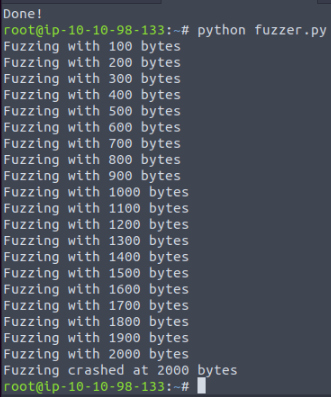 Done!
root@ip-10-10-98-133:~# python fuzzer.py
Fuzzing with 100 bytes
Fuzzing with 200 bytes
Fuzzing with 300 bytes
Fuzzing with 400 bytes
Fuzzing with 500 bytes
Fuzzing with 600 bytes
Fuzzing with 700 bytes
Fuzzing with 800 bytes
Fuzzing with 900 bytes
Fuzzing with 1000 bytes
Fuzzing with 1100 bytes
Fuzzing with 1200 bytes
Fuzzing with 1300 bytes
Fuzzing with 1400 bytes
Fuzzing with 1500 bytes
Fuzzing with 1600 bytes
Fuzzing with 1700 bytes
Fuzzing with 1800 bytes
Fuzzing with 1900 bytes
Fuzzing with 2000 bytes
Fuzzing crashed at 2000 bytes
root@ip-10-10-98-133:~#